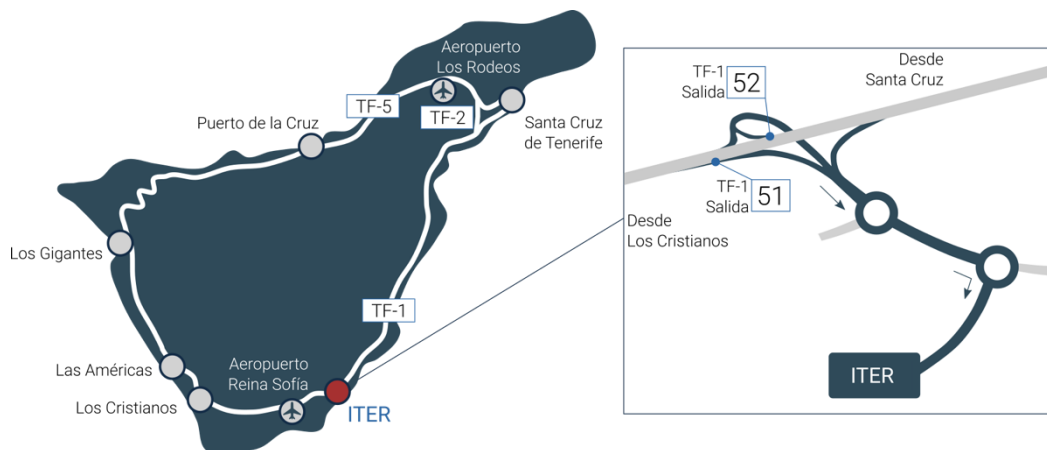 Aeropuerto
Los Rodeos
TF-5
TF-2
Puerto de la Cruz
Santa Cruz
de Tenerife
Los Gigantes
TF-1
Las Américas
Aeropuerto
Reina Sofía
Los Cristianos
ITER
Desde
Santa Cruz
TF-1
Salida
52
TF-1
Salida
51
Desde
Los Cristianos
ITER